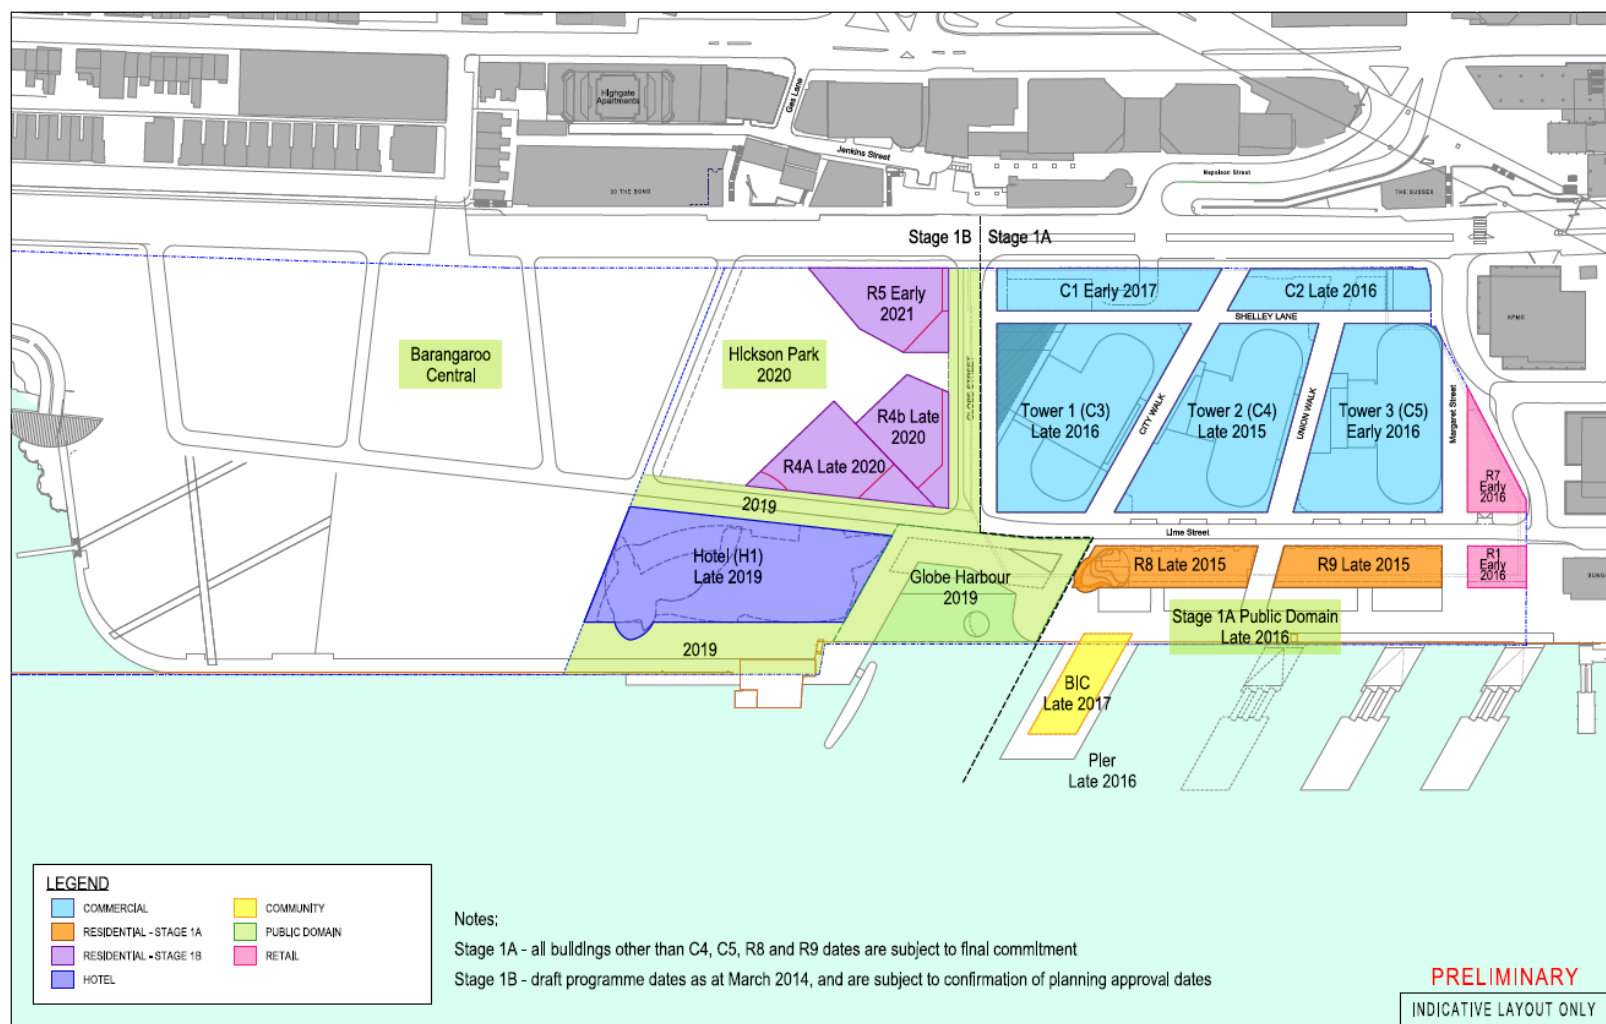 Highgate
Apartments
Gas Lane
Jenkins Street
30 THE BOND
Napoleon Street
THE SUSSEX
Stage 1B
Stage 1A
KPMG
C1 Early 2017
C2 Late 2016
SHELLEY LANE
R5 Early
2021
Barangaroo
Central
Hickson Park
2020
GLOBE STREET
R4b Late
2020
R4A Late 2020
Tower 1 (C3)
Late 2016
CITY WALK
Tower 2 (C4)
Late 2015
UNION WALK
Tower 3 (C5)
Early 2016
Margaret Street
R7
Early
2016
2019
Lime Street
Hotel (H1)
Late 2019
Globe Harbour
2019
R8 Late 2015
R9 Late 2015
R1
Early
2016
Stage 1A Public Domain
Late 2016
2019
BIC
Late 2017
Pier
Late 2016
LEGEND
COMMERCIAL
RESIDENTIAL - STAGE 1A
RESIDENTIAL - STAGE 1B
HOTEL
COMMUNITY
PUBLIC DOMAIN
RETAIL
Notes;
Stage 1A - all buildings other than C4, C5, R8 and R9 dates are subject to final commitment
Stage 1B - draft programme dates as at March 2014, and are subject to confirmation of planning approval dates
PRELIMINARY
INDICATIVE LAYOUT ONLY